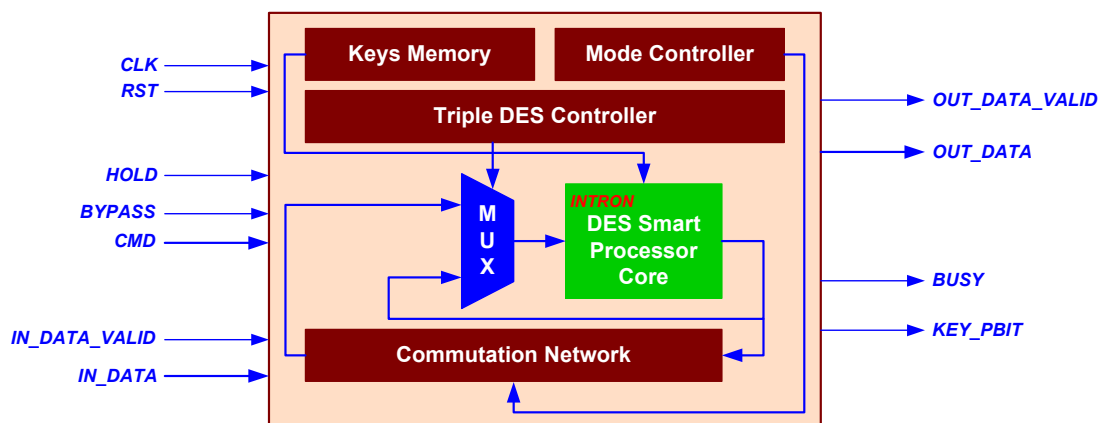 CLK
RST
HOLD
BYPASS
CMD
IN_DATA_VALID
IN_DATA
Keys Memory
Mode Controller
Triple DES Controller
M
U
X
INTRON
DES Smart
Processor
Core
Commutation Network
OUT_DATA_VALID
OUT_DATA
BUSY
KEY_PBIT